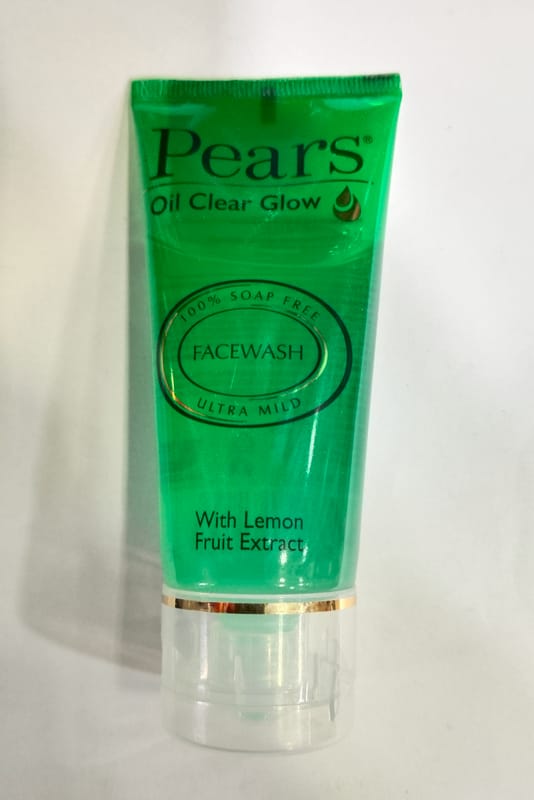 Pears®
Oil Clear Glow
100% SOAP FREE
FACEWASH
ULTRA MILD
With Lemon
Fruit Extract